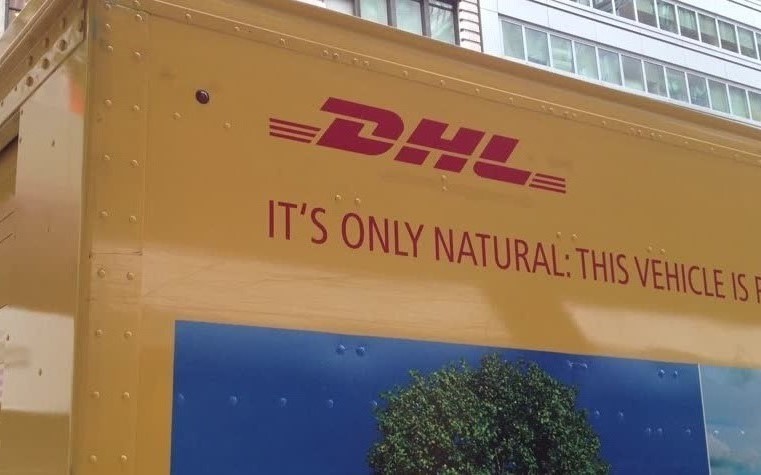 DHL
IT'S ONLY NATURAL: THIS VEHICLE IS